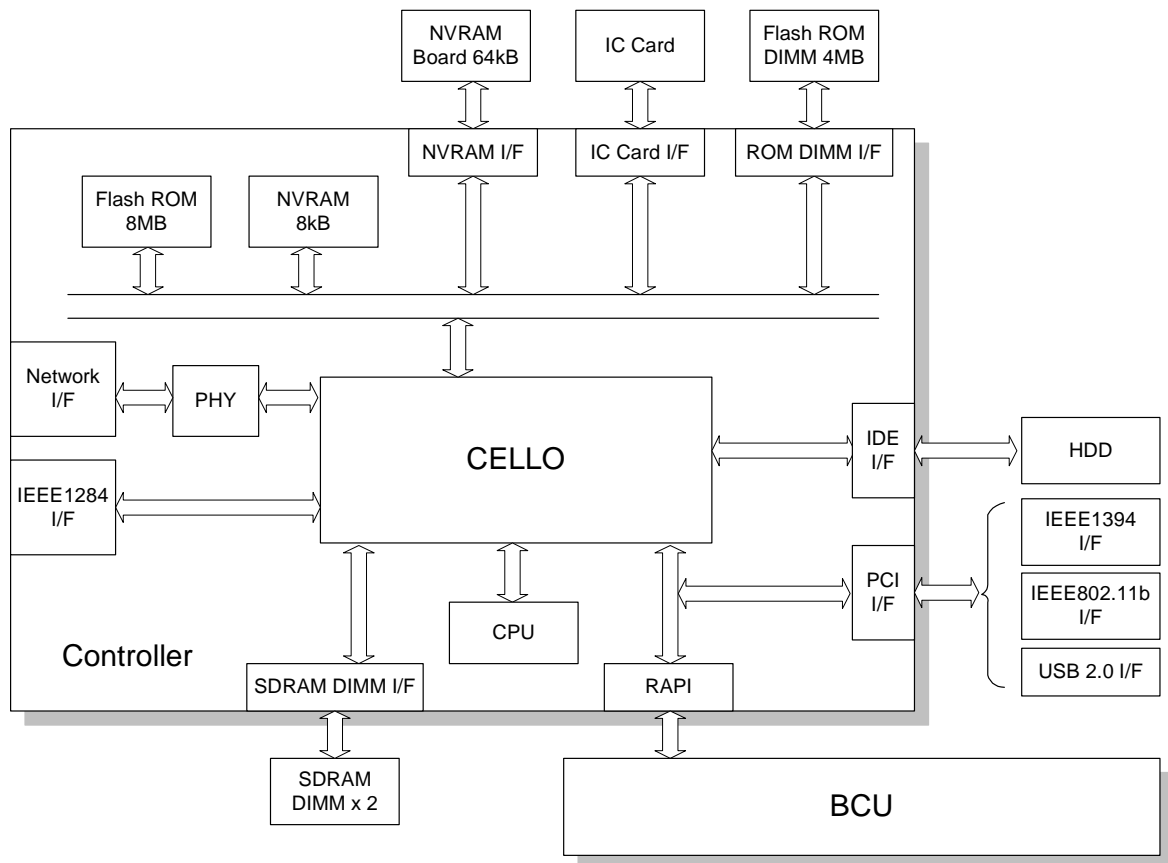 NVRAM
Board 64kB
IC Card
Flash ROM
DIMM 4MB
NVRAM I/F
IC Card I/F
ROM DIMM I/F
Flash ROM
8MB
NVRAM
8kB
Network
I/F
PHY
CELLO
IDE
I/F
HDD
IEEE1284
I/F
IEEE1394
I/F
PCI
I/F
IEEE802.11b
I/F
CPU
USB 2.0 I/F
Controller
SDRAM DIMM I/F
RAPI
SDRAM
DIMM x 2
BCU